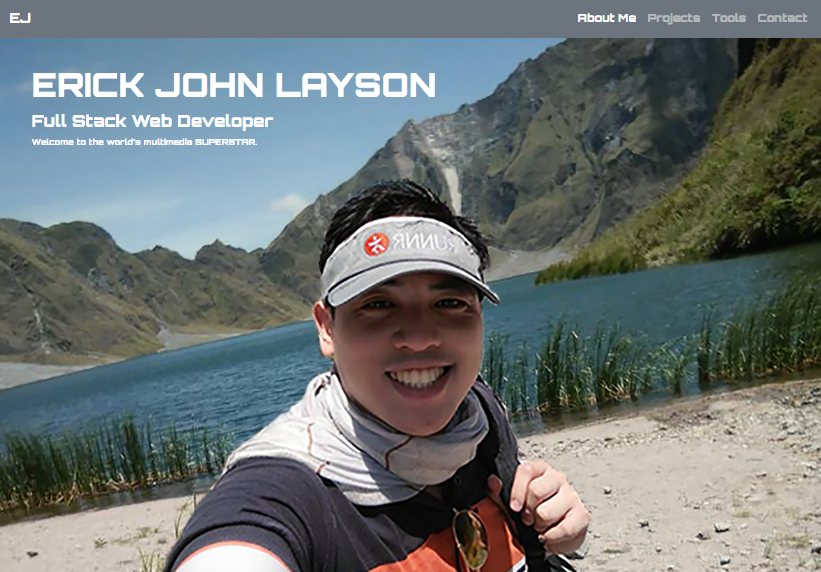 EJ
About Me Projects Tools Contact
ERICK JOHN LAYSON
Full Stack Web Developer
Welcome to the world's multimedia SUPERSTAR.
RUNNR